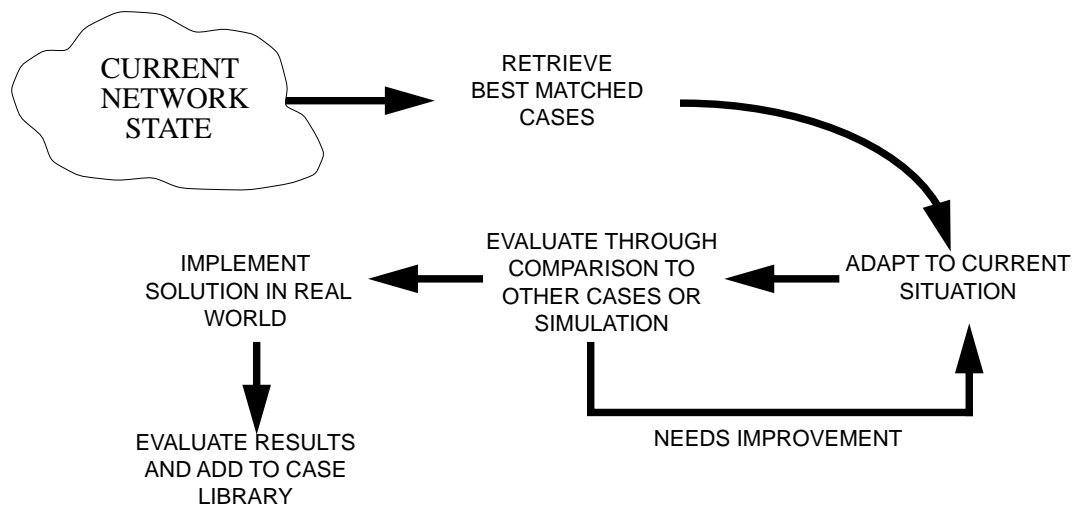 CURRENT
NETWORK
STATE
RETRIEVE
BEST MATCHED
CASES
ADAPT TO CURRENT
SITUATION
EVALUATE THROUGH
COMPARISON TO
OTHER CASES OR
SIMULATION
NEEDS IMPROVEMENT
IMPLEMENT
SOLUTION IN REAL
WORLD
EVALUATE RESULTS
AND ADD TO CASE
LIBRARY